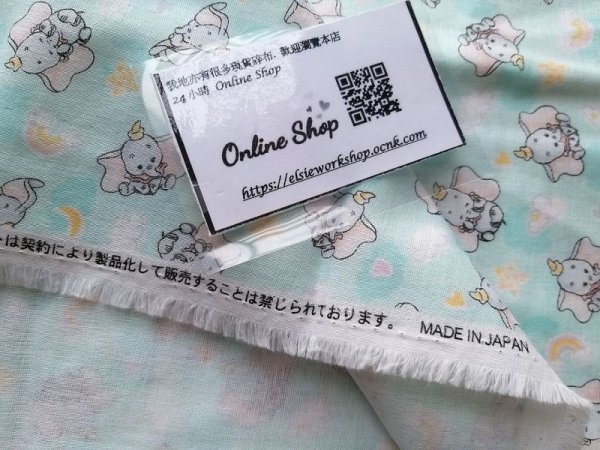 我地亦有很多現貨碎布. 歡迎瀏覽本店
24 小時 Online Shop
Online Shop
https://elsieworkshop.ocnk.com
は契約により製品化して販売することは禁じられております。 MADE IN JAPAN